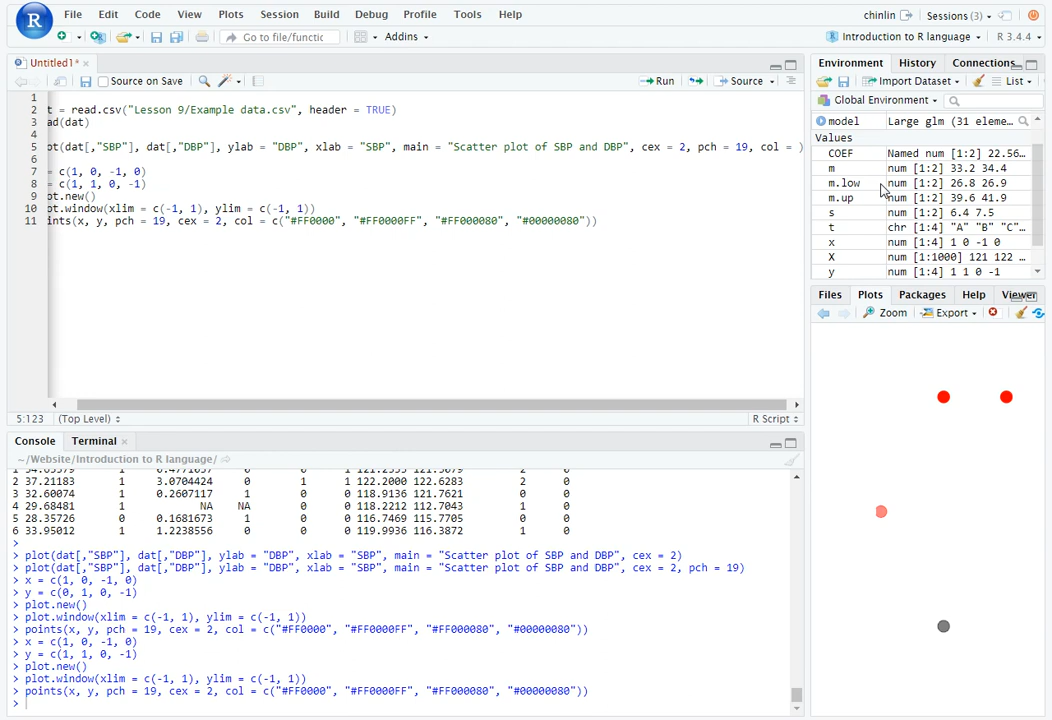 File Edit Code View Plots Session Build Debug Profile Tools Help
chinlin Sessions (3)
Go to file/functic Addins
Introduction to R language R 3.4.4
Untitled1*
Source on Save Run Source
1
2 t = read.csv("Lesson 9/Example data.csv", header = TRUE)
3 ad(dat)
4
5 ot(dat[,"SBP"], dat[,"DBP"], ylab = "DBP", xlab = "SBP", main = "Scatter plot of SBP and DBP", cex = 2, pch = 19, col = )
6
7 = c(1, 0, -1, 0)
8 = c(1, 1, 0, -1)
9 ot.new()
10 ot.window(xlim = c(-1, 1), ylim = c(-1, 1))
11 ints(x, y, pch = 19, cex = 2, col = c("#FF0000", "#FF0000FF", "#FF000080", "#00000080"))
5:123 (Top Level) R Script
Console Terminal
~/Website/Introduction to R language/
2 37.21183 1 3.0704424 0 1 1 122.2000 122.6283 2 0
3 32.60074 1 0.2607117 1 0 0 118.9136 121.7621 0 0
4 29.68481 1 NA NA 0 0 118.2212 112.7043 1 0
5 28.35726 0 0.1681673 1 0 0 116.7469 115.7705 0 0
6 33.95012 1 1.2238556 0 0 0 119.9936 116.3872 1 0
>
> plot(dat[,"SBP"], dat[,"DBP"], ylab = "DBP", xlab = "SBP", main = "Scatter plot of SBP and DBP", cex = 2)
> plot(dat[,"SBP"], dat[,"DBP"], ylab = "DBP", xlab = "SBP", main = "Scatter plot of SBP and DBP", cex = 2, pch = 19)
> x = c(1, 0, -1, 0)
> y = c(0, 1, 0, -1)
> plot.new()
> plot.window(xlim = c(-1, 1), ylim = c(-1, 1))
> points(x, y, pch = 19, cex = 2, col = c("#FF0000", "#FF0000FF", "#FF000080", "#00000080"))
> x = c(1, 0, -1, 0)
> y = c(1, 1, 0, -1)
> plot.new()
> plot.window(xlim = c(-1, 1), ylim = c(-1, 1))
> points(x, y, pch = 19, cex = 2, col = c("#FF0000", "#FF0000FF", "#FF000080", "#00000080"))
>
Environment History Connections
Import Dataset List
Global Environment
model Large glm (31 eleme…
Values
COEF Named num [1:2] 22.56…
m num [1:2] 33.2 34.4
m.low num [1:2] 26.8 26.9
m.up num [1:2] 39.6 41.9
s num [1:2] 6.4 7.5
t chr [1:4] "A" "B" "C"…
x num [1:4] 1 0 -1 0
X num [1:1000] 121 122 …
y num [1:4] 1 1 0 -1
Files Plots Packages Help Viewer
Zoom Export